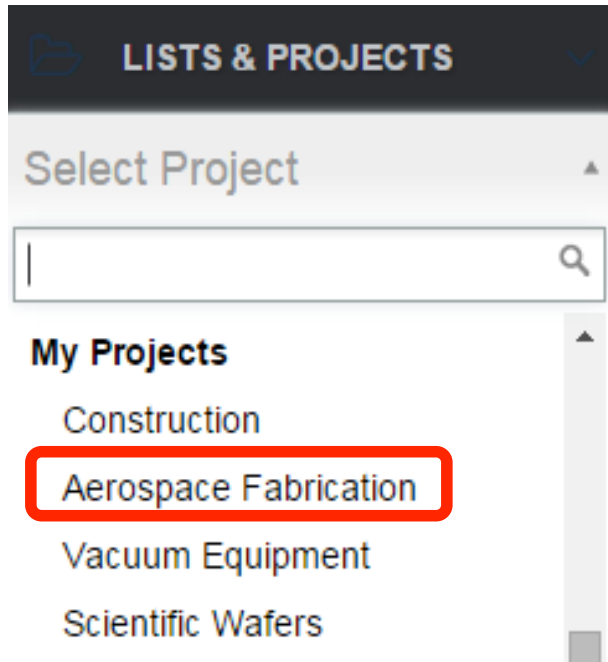 LISTS & PROJECTS
Select Project
My Projects
Construction
Aerospace Fabrication
Vacuum Equipment
Scientific Wafers